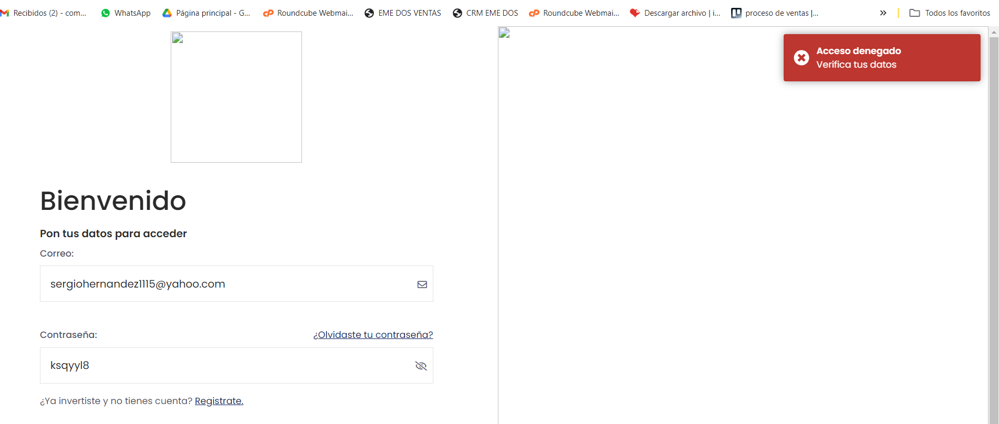 Recibidos (2) - com... WhatsApp Página principal - G... Roundcube Webmai... EME DOS VENTAS CRM EME DOS Roundcube Webmai... Descargar archivo | i... proceso de ventas |... » Todos los favoritos
Acceso denegado
Verifica tus datos
Bienvenido
Pon tus datos para acceder
Correo:
sergiohernandez1115@yahoo.com
Contraseña: ¿Olvidaste tu contraseña?
ksqyyl8
¿Ya invertiste y no tienes cuenta? Registrate.